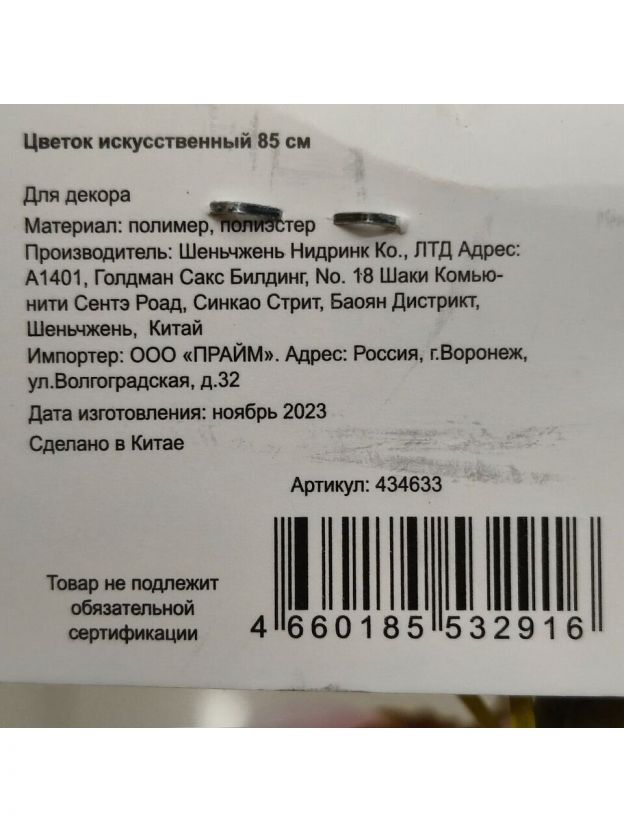 Цветок искусственный 85 см
Для декора
Материал: полимер, полиэстер
Производитель: Шеньчжень Нидринк Ко., ЛТД Адрес:
А1401, Голдман Сакс Билдинг, No. 18 Шаки Комью-
нити Сентэ Роад, Синкао Стрит, Баоян Дистрикт,
Шеньчжень, Китай
Импортер: ООО «ПРАЙМ». Адрес: Россия, г.Воронеж,
ул.Волгоградская, д.32
Дата изготовления: ноябрь 2023
Сделано в Китае
Артикул: 434633
Товар не подлежит
обязательной
сертификации
4 660185 532916